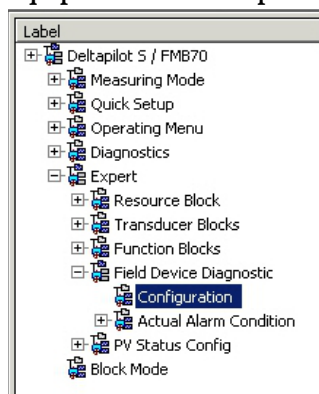 Label
Deltapilot S / FMB70
Measuring Mode
Quick Setup
Operating Menu
Diagnostics
Expert
Resource Block
Transducer Blocks
Function Blocks
Field Device Diagnostic
Configuration
Actual Alarm Condition
PV Status Config
Block Mode